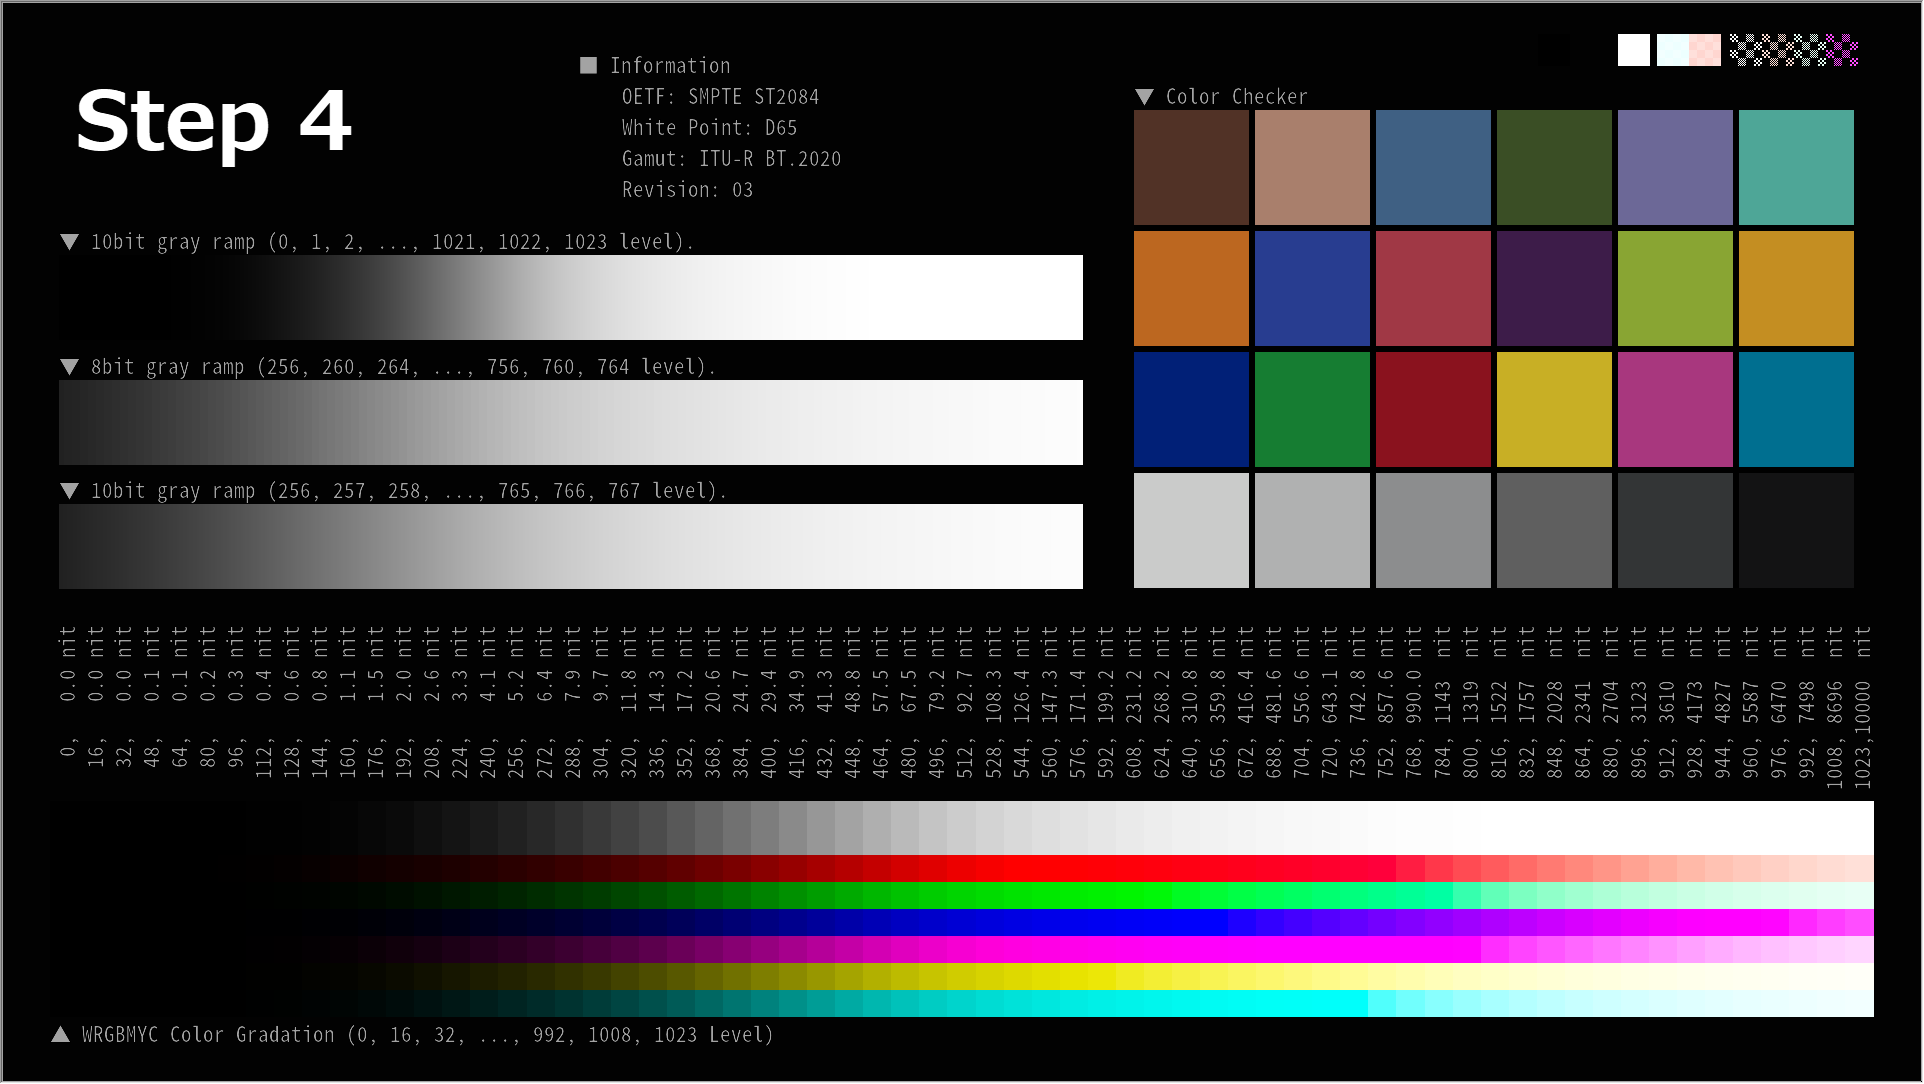 Step 4
■ Information
OETF: SMPTE ST2084
White Point: D65
Gamut: ITU-R BT.2020
Revision: 03
▼ Color Checker
▼ 10bit gray ramp (0, 1, 2, ..., 1021, 1022, 1023 level).
▼ 8bit gray ramp (256, 260, 264, ..., 756, 760, 764 level).
▼ 10bit gray ramp (256, 257, 258, ..., 765, 766, 767 level).
0, 0.0 nit
16, 0.0 nit
32, 0.0 nit
48, 0.1 nit
64, 0.1 nit
80, 0.2 nit
96, 0.3 nit
112, 0.4 nit
128, 0.6 nit
144, 0.8 nit
160, 1.1 nit
176, 1.5 nit
192, 2.0 nit
208, 2.6 nit
224, 3.3 nit
240, 4.1 nit
256, 5.2 nit
272, 6.4 nit
288, 7.9 nit
304, 9.7 nit
320, 11.8 nit
336, 14.3 nit
352, 17.2 nit
368, 20.6 nit
384, 24.7 nit
400, 29.4 nit
416, 34.9 nit
432, 41.3 nit
448, 48.8 nit
464, 57.5 nit
480, 67.5 nit
496, 79.2 nit
512, 92.7 nit
528, 108.3 nit
544, 126.4 nit
560, 147.3 nit
576, 171.4 nit
592, 199.2 nit
608, 231.2 nit
624, 268.2 nit
640, 310.8 nit
656, 359.8 nit
672, 416.4 nit
688, 481.6 nit
704, 556.6 nit
720, 643.1 nit
736, 742.8 nit
752, 857.6 nit
768, 990.0 nit
784, 1143 nit
800, 1319 nit
816, 1522 nit
832, 1757 nit
848, 2028 nit
864, 2341 nit
880, 2704 nit
896, 3123 nit
912, 3610 nit
928, 4173 nit
944, 4827 nit
960, 5587 nit
976, 6470 nit
992, 7498 nit
1008, 8696 nit
1023,10000 nit
▲ WRGBMYC Color Gradation (0, 16, 32, ..., 992, 1008, 1023 Level)